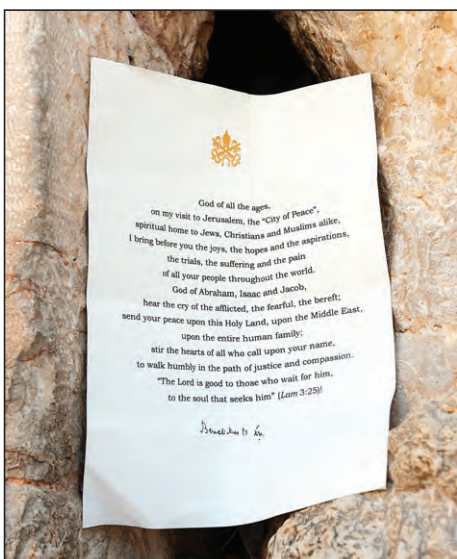 God of all the ages,
on my visit to Jerusalem, the “City of Peace”,
spiritual home to Jews, Christians and Muslims alike,
I bring before you the joys, the hopes and the aspirations,
the trials, the suffering and the pain
of all your people throughout the world.
God of Abraham, Isaac and Jacob,
hear the cry of the afflicted, the fearful, the bereft;
send your peace upon this Holy Land, upon the Middle East,
upon the entire human family;
stir the hearts of all who call upon your name,
to walk humbly in the path of justice and compassion.
“The Lord is good to those who wait for him,
to the soul that seeks him” (Lam 3:25)!